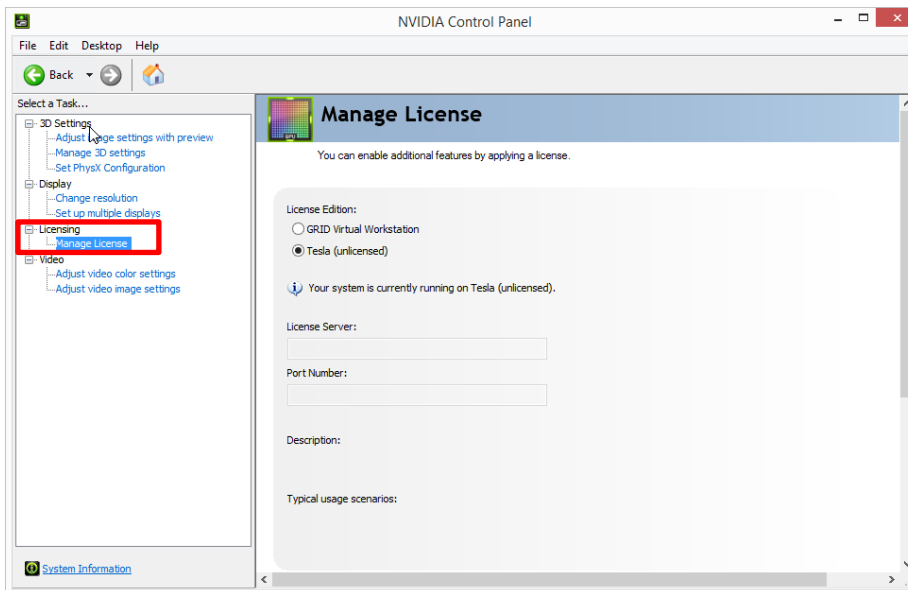 NVIDIA Control Panel
File Edit Desktop Help
Back
Select a Task...
3D Settings
Adjust image settings with preview
Manage 3D settings
Set PhysX Configuration
Display
Change resolution
Set up multiple displays
Licensing
Manage License
Video
Adjust video color settings
Adjust video image settings
System Information
GPU
Manage License
You can enable additional features by applying a license.
License Edition:
GRID Virtual Workstation
Tesla (unlicensed)
Your system is currently running on Tesla (unlicensed).
License Server:
Port Number:
Description:
Typical usage scenarios: